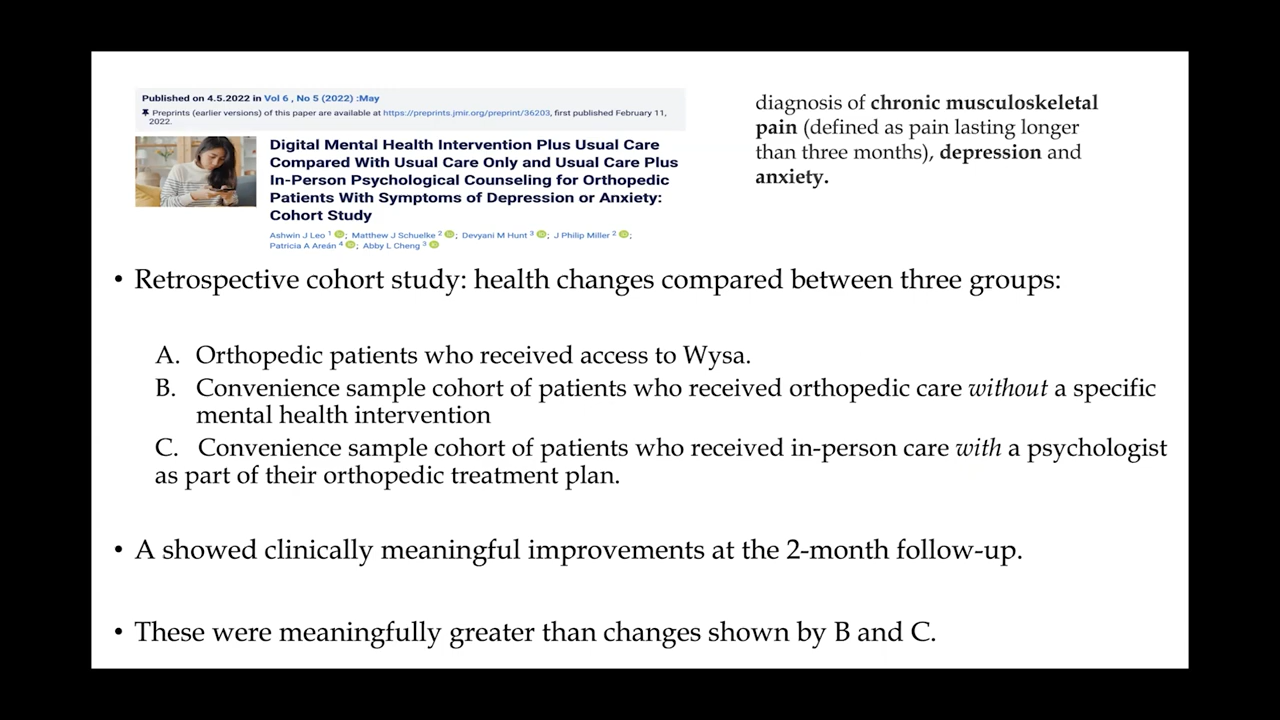 Published on 4.5.2022 in Vol 6 , No 5 (2022) :May
Preprints (earlier versions) of this paper are available at https://preprints.jmir.org/preprint/36203, first published February 11,
2022.
Digital Mental Health Intervention Plus Usual Care
Compared With Usual Care Only and Usual Care Plus
In-Person Psychological Counseling for Orthopedic
Patients With Symptoms of Depression or Anxiety:
Cohort Study
Ashwin J Leo 1 ; Matthew J Schuelke 2 ; Devyani M Hunt 3 ; J Philip Miller 2 ;
Patricia A Areán 4 ; Abby L Cheng 3
diagnosis of chronic musculoskeletal
pain (defined as pain lasting longer
than three months), depression and
anxiety.
• Retrospective cohort study: health changes compared between three groups:
A. Orthopedic patients who received access to Wysa.
B. Convenience sample cohort of patients who received orthopedic care without a specific
mental health intervention
C. Convenience sample cohort of patients who received in-person care with a psychologist
as part of their orthopedic treatment plan.
• A showed clinically meaningful improvements at the 2-month follow-up.
• These were meaningfully greater than changes shown by B and C.